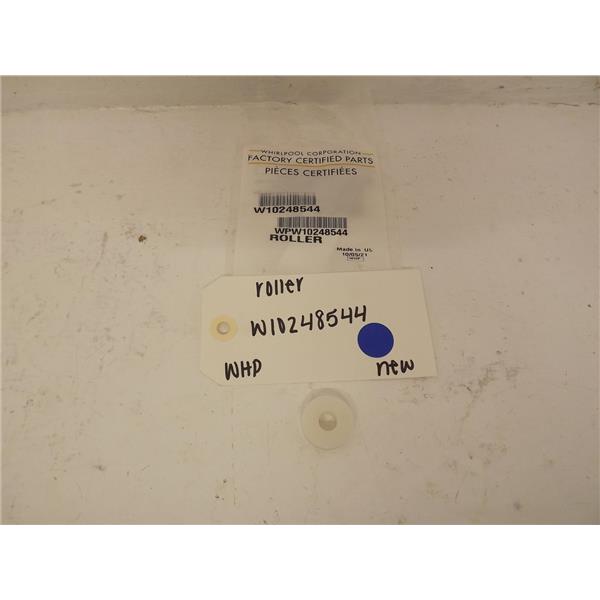 WHIRLPOOL CORPORATION
FACTORY CERTIFIED PARTS
PIÈCES CERTIFIÉES
W10248544
WPW10248544
ROLLER
Made in US
10/05/21
roller
W10248544
WHP
new